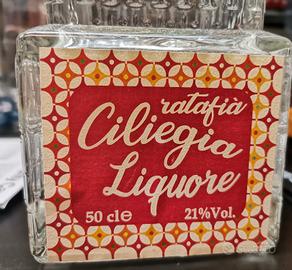 ratafià
Ciliegia
Liquore
50 cl℮ 21%Vol.